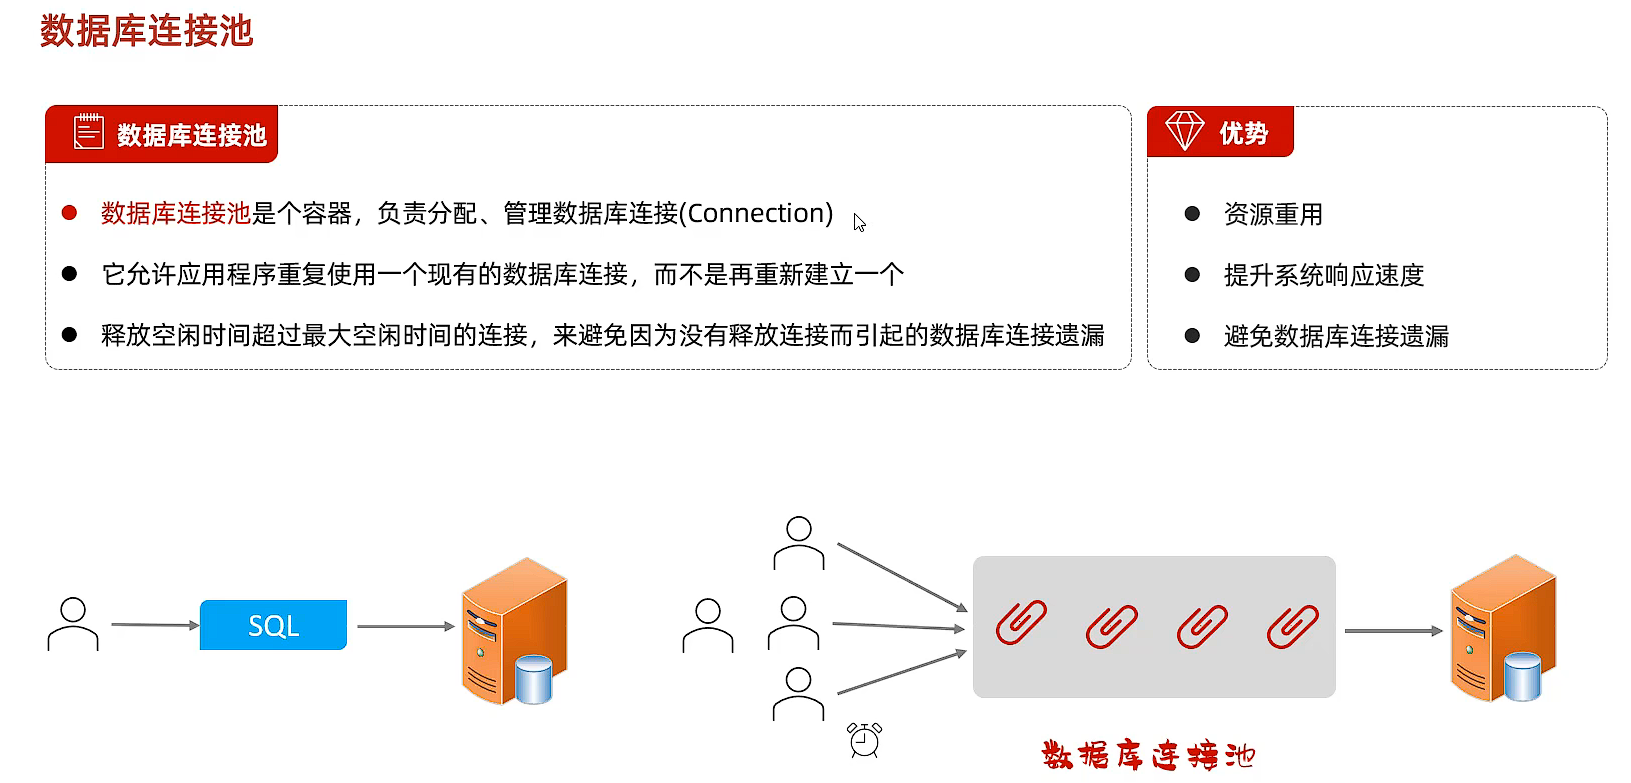 数据库连接池
数据库连接池
数据库连接池是个容器，负责分配、管理数据库连接(Connection)
它允许应用程序重复使用一个现有的数据库连接，而不是再重新建立一个
释放空闲时间超过最大空闲时间的连接，来避免因为没有释放连接而引起的数据库连接遗漏
优势
资源重用
提升系统响应速度
避免数据库连接遗漏
SQL
数据库连接池